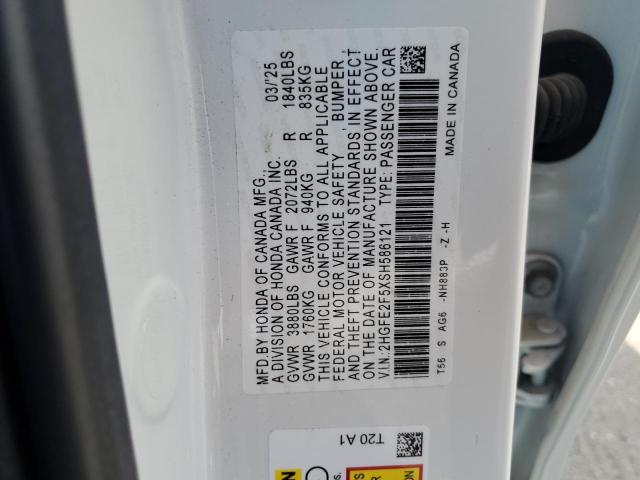 MFD.BY HONDA OF CANADA MFG., 03/'25
A DIVISION OF HONDA CANADA INC.
GVWR 3880LBS GAWR F 2072LBS R 1840LBS
GVWR 1760KG GAWR F 940KG R 835KG
THIS VEHICLE CONFORMS TO ALL APPLICABLE
FEDERAL MOTOR VEHICLE SAFETY , BUMPER,
AND THEFT PREVENTION STANDARDS IN EFFECT
ON THE DATE OF MANUFACTURE SHOWN ABOVE.
V.I.N.:2HGFE2F5XSH586121 TYPE: PASSENGER CAR
T56 S AG6 -NH883P -Z -H
MADE IN CANADA
T20 A1